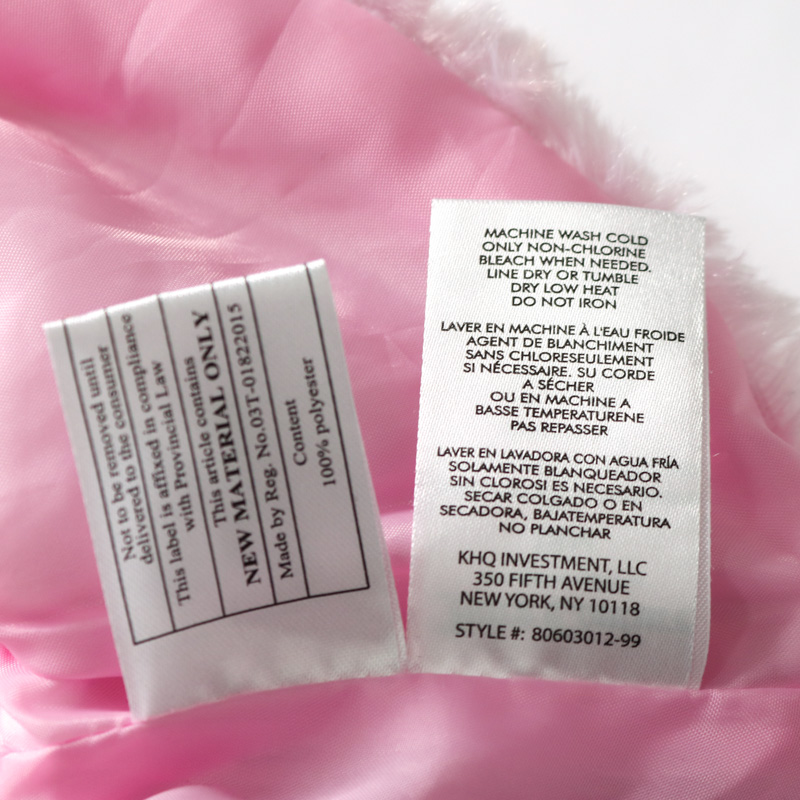 Not to be removed until
delivered to the consumer
This label is affixed in compliance
with Provincial Law
This article contains
NEW MATERIAL ONLY
Made by Reg. No.03T-01822015
Content
100% polyester
MACHINE WASH COLD
ONLY NON-CHLORINE
BLEACH WHEN NEEDED.
LINE DRY OR TUMBLE
DRY LOW HEAT
DO NOT IRON
LAVER EN MACHINE À L'EAU FROIDE
AGENT DE BLANCHIMENT
SANS CHLORESEULEMENT
SI NÉCESSAIRE. SU CORDE
A SÉCHER
OU EN MACHINE A
BASSE TEMPERATURENE
PAS REPASSER
LAVER EN LAVADORA CON AGUA FRÍA
SOLAMENTE BLANQUEADOR
SIN CLOROSI ES NECESARIO.
SECAR COLGADO O EN
SECADORA, BAJATEMPERATURA
NO PLANCHAR
KHQ INVESTMENT, LLC
350 FIFTH AVENUE
NEW YORK, NY 10118
STYLE #: 80603012-99